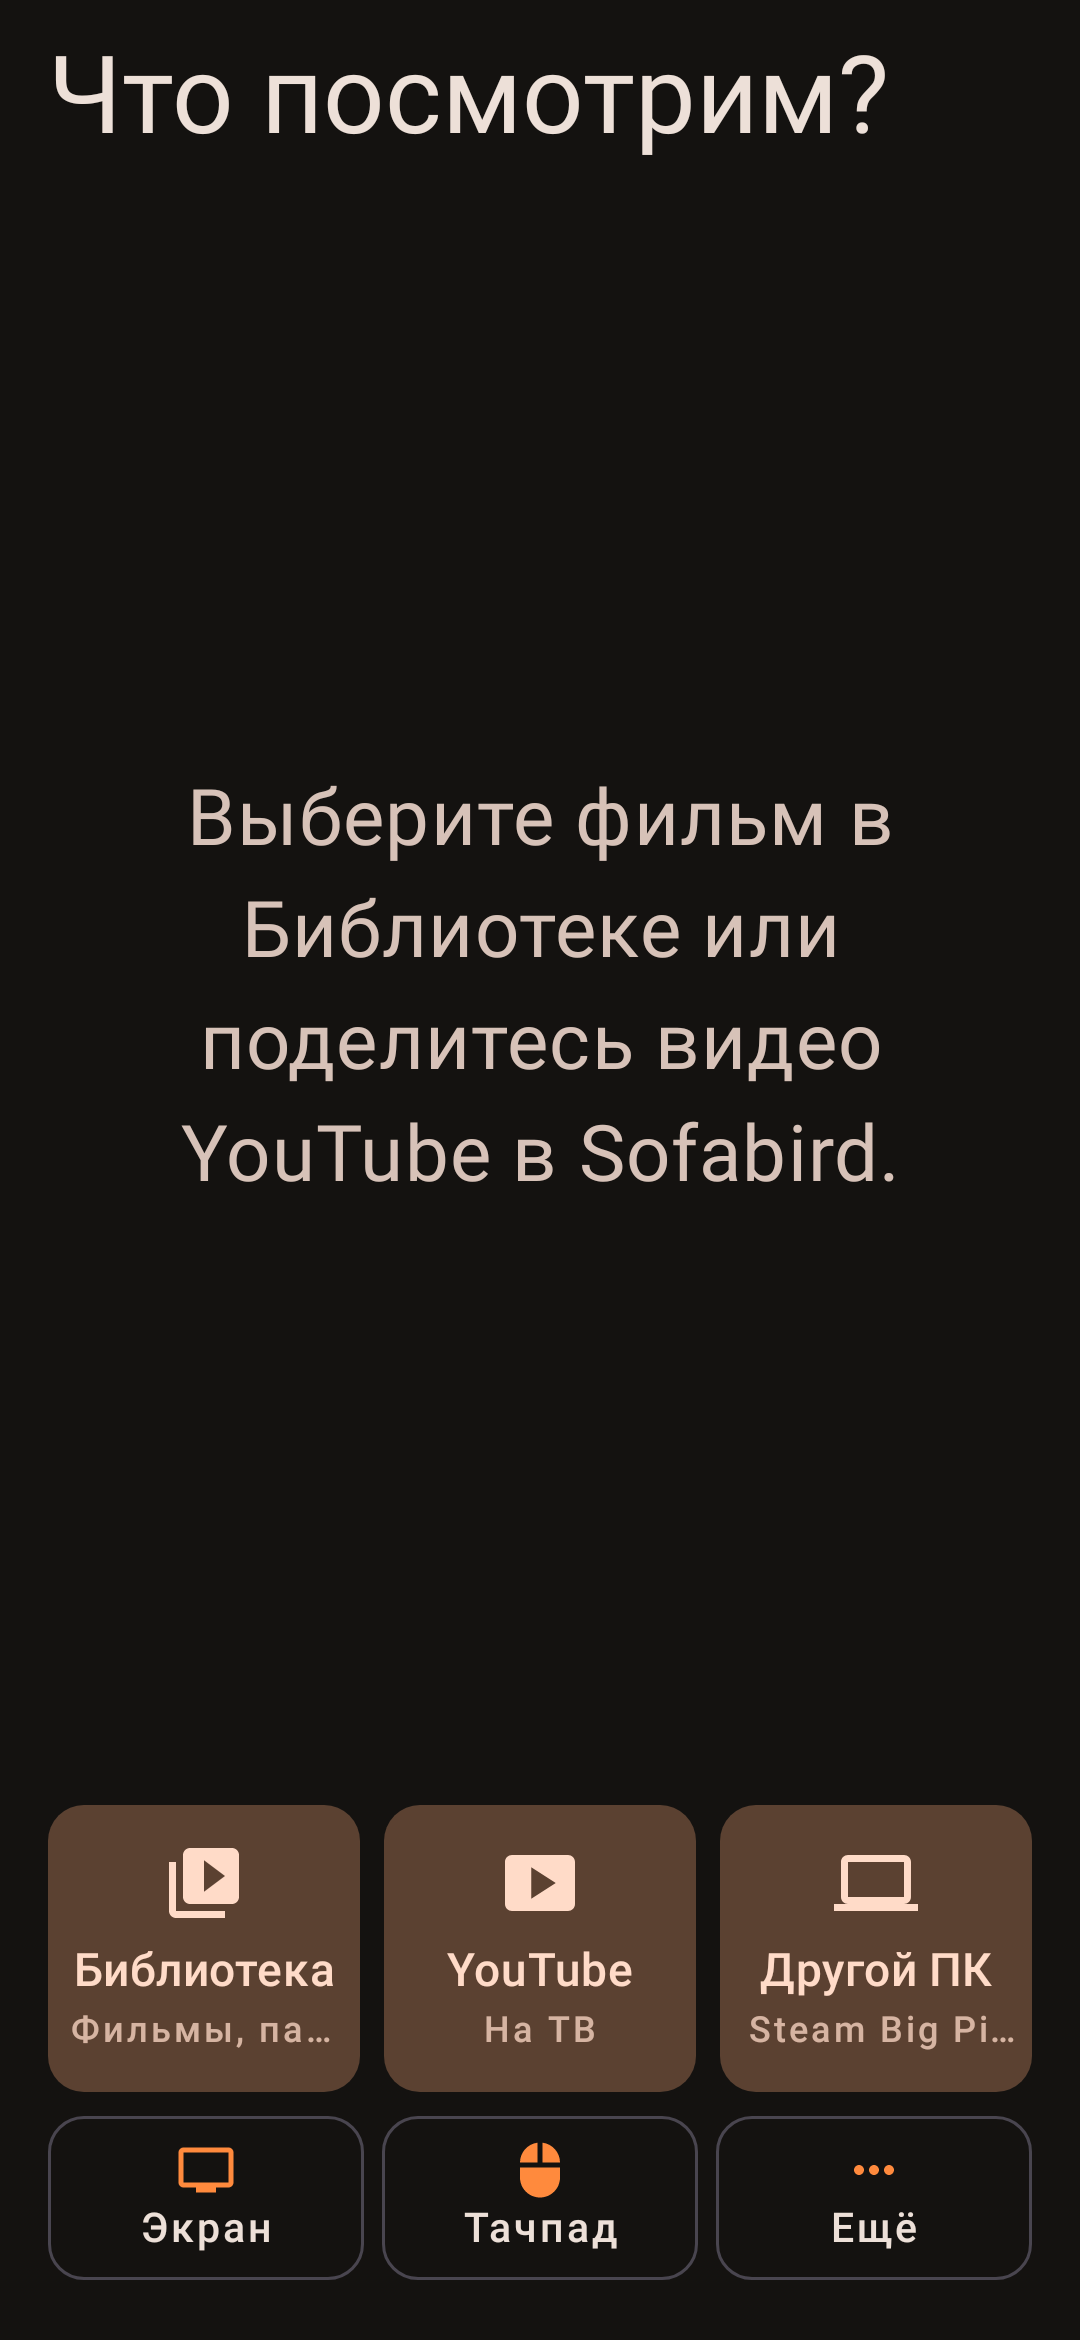 Что посмотрим?
Выберите фильм в
Библиотеке или
поделитесь видео
YouTube в Sofabird.
Библиотека
Фильмы, па…
YouTube
На ТВ
Другой ПК
Steam Big Pi…
Экран
Тачпад
Ещё